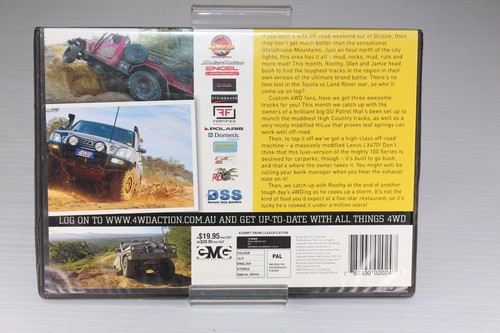 If you want a wild off-road weekend out of Brizzie, then
they don't get much better than the sensational
Glasshouse Mountains. Just an hour north of the city
lights, this area has it all – mud, rocks, mud, ruts and
more mud! This month, Roothy, Glen and Jamie head
bush to find the toughest tracks in the region in their
own version of the ultimate brand battle. There's no
love lost in the Toyota vs Land Rover war, so who'll
come out on top?
Custom 4WD fans, have we got three awesome
trucks for you! This month we catch up with the
owners of a brilliant big GU Patrol that's been set up to
munch the muddiest High Country tracks, as well as a
very nicely modified HiLux that proves leaf springs can
work well off-road.
Then, to top it off we've got a high-class off-road
machine – a massively modified Lexus LX470! Don't
think that this luxo-version of the mighty 100 Series is
destined for carparks, though – it's built to go bush,
and that's where the owner takes it. You might well be
calling your bank manager when you hear the exhaust
note on it!
Then, we catch up with Roothy at the end of another
tough day's 4WDing as he cooks up a storm. It's not the
kind of food you'd expect at a five-star restaurant, so it's
lucky he's cooked it under a million stars!
ENGEL
POLARIS
Dometic
DSS
LOG ON TO WWW.4WDACTION.COM.AU AND GET UP-TO-DATE WITH ALL THINGS 4WD
$19.95
GMG
EXEMPT FROM CLASSIFICATION
COLOUR
16:9
ENGLISH
STEREO
PAL